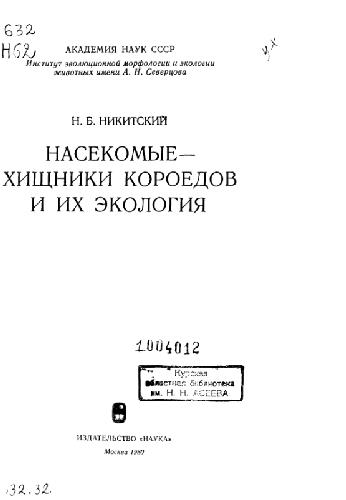 632
Н62
АКАДЕМИЯ НАУК СССР
Институт эволюционной морфологии и экологии
животных имени А. Н. Северцова
Н. Б. НИКИТСКИЙ
НАСЕКОМЫЕ—
ХИЩНИКИ КОРОЕДОВ
И ИХ ЭКОЛОГИЯ
1004012
Курская
областная библиотека
им. Н. Н. АСЕЕВА
ИЗДАТЕЛЬСТВО «НАУКА»
Москва 1980
32.32